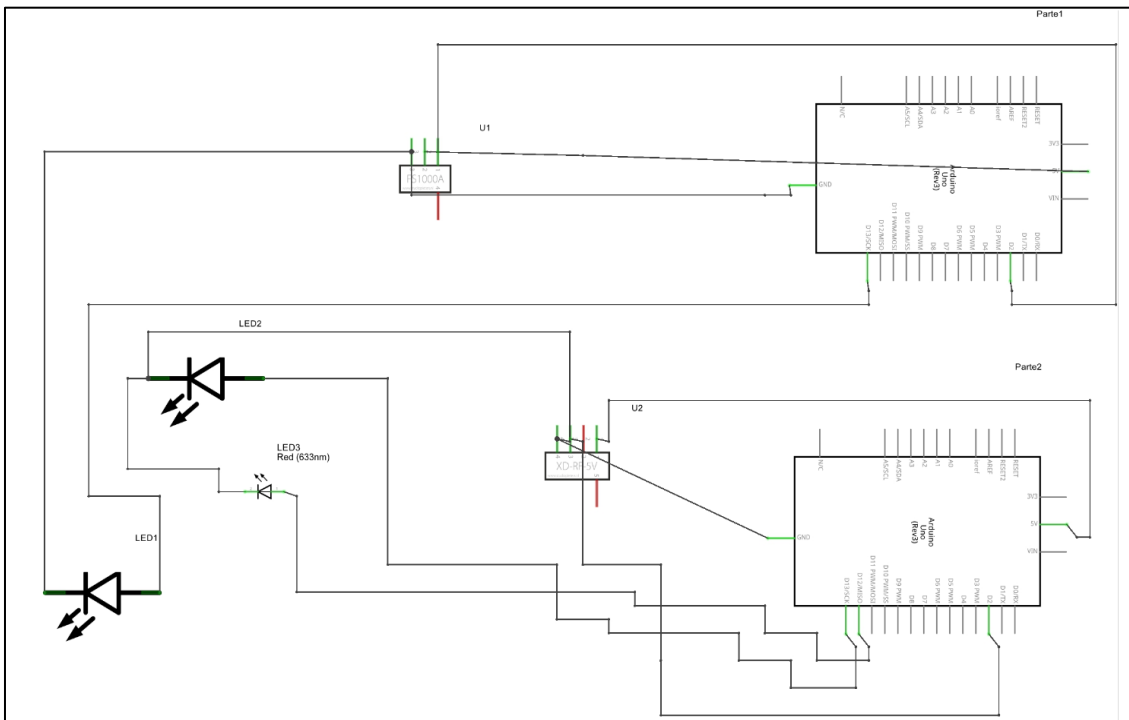 Parte1
N/C
A5/SCL
A4/SDA
A3
A2
A1
A0
ioref
AREF
RESET2
RESET
U1
3V3
1
2
FS1000A
4
Arduino
Uno
(Rev3)
5V
GND
VIN
D13/SCK
D12/MISO
D11 PWM/MOSI
D10 PWM/SS
D9 PWM
D8
D7
D6 PWM
D5 PWM
D4
D3 PWM
D2
D1/TX
D0/RX
LED2
Parte2
U2
N/C
A5/SCL
A4/SDA
A3
A2
A1
A0
ioref
AREF
RESET2
RESET
LED3
Red (633nm)
XD-RF-5V
3V3
Arduino
Uno
(Rev3)
5V
GND
VIN
LED1
D13/SCK
D12/MISO
D11 PWM/MOSI
D10 PWM/SS
D9 PWM
D8
D7
D6 PWM
D5 PWM
D4
D3 PWM
D2
D1/TX
D0/RX